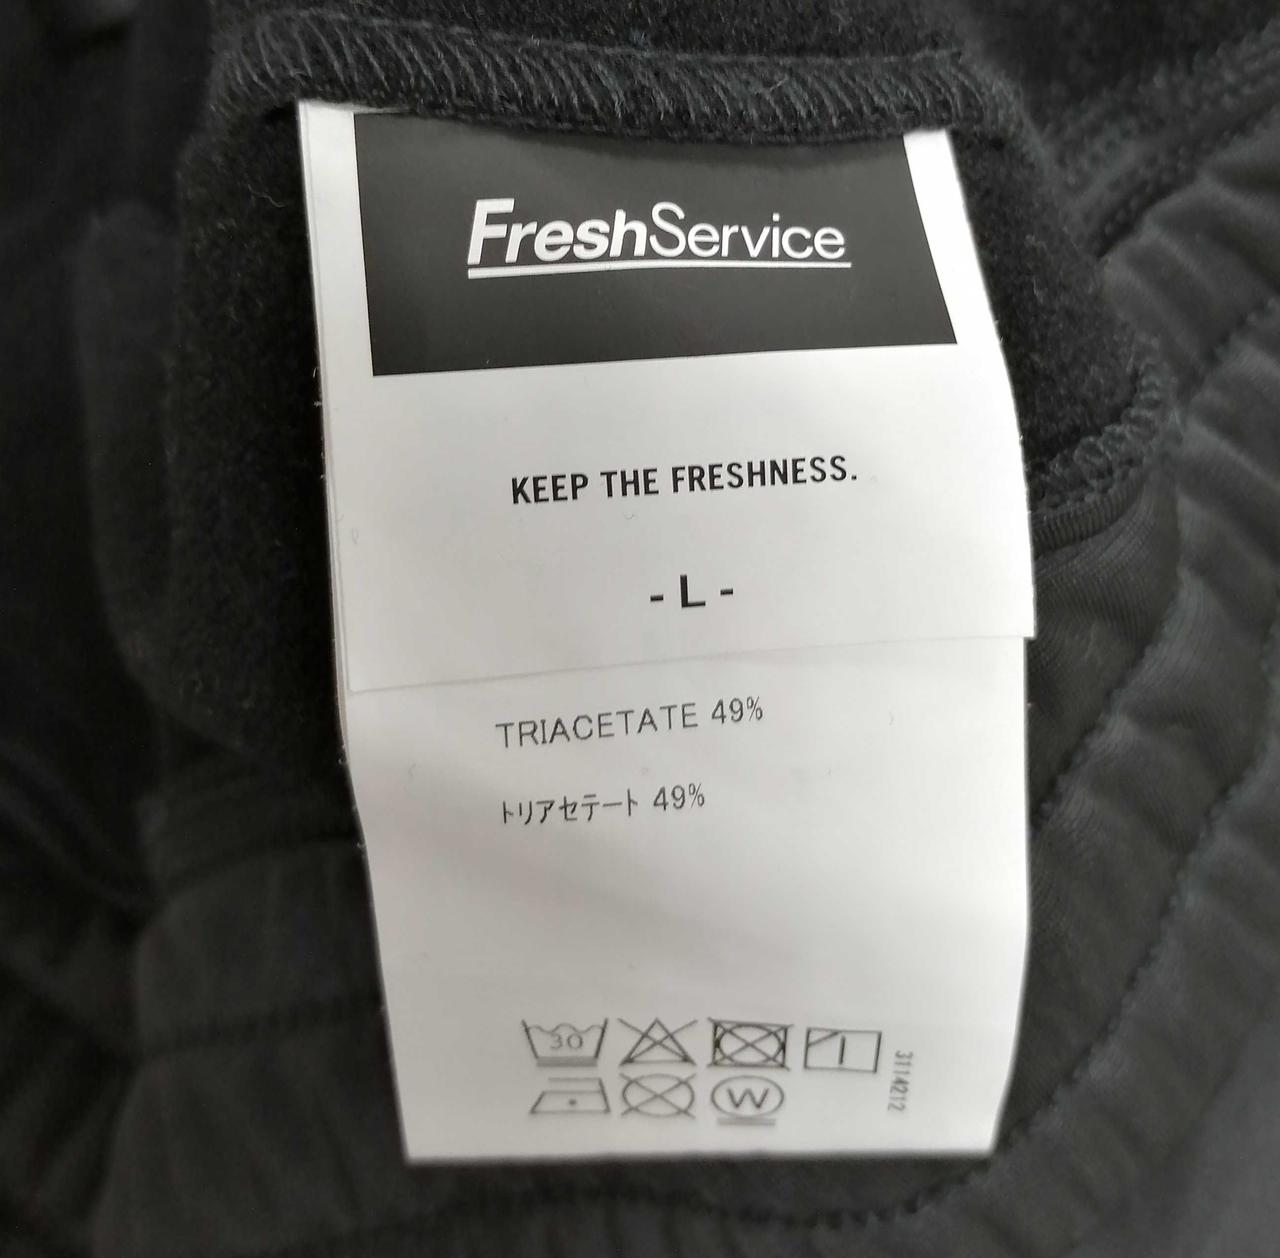 FreshService
KEEP THE FRESHNESS.
- L -
TRIACETATE 49%
トリアセテート 49%
30
W
3114212